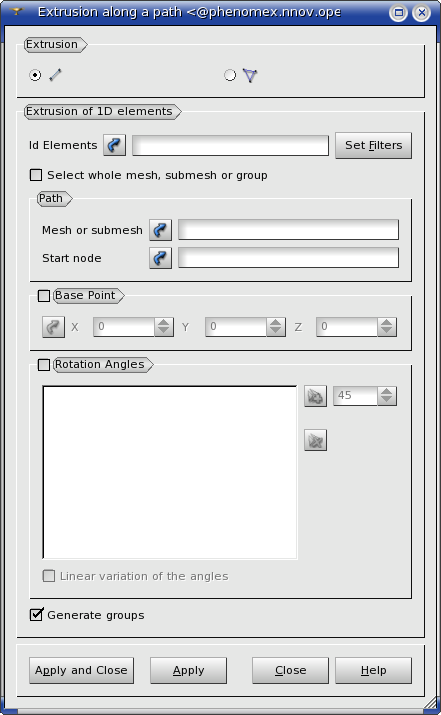 Extrusion along a path <@phenomex.nnov.ope
Extrusion
Extrusion of 1D elements
Id Elements
Set Filters
Select whole mesh, submesh or group
Path
Mesh or submesh
Start node
Base Point
X 0 Y 0 Z 0
Rotation Angles
45
Linear variation of the angles
Generate groups
Apply and Close Apply Close Help